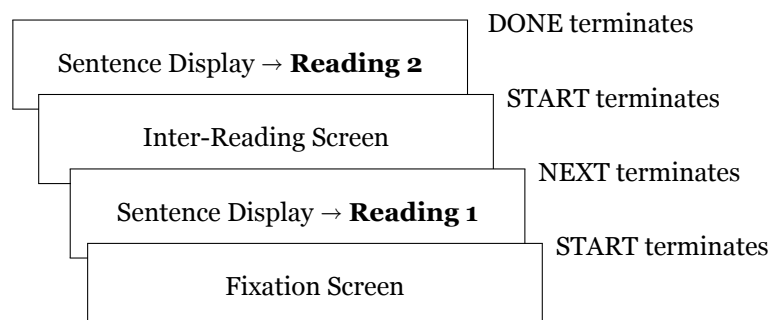 DONE terminates
Sentence Display → Reading 2
START terminates
Inter-Reading Screen
NEXT terminates
Sentence Display → Reading 1
START terminates
Fixation Screen